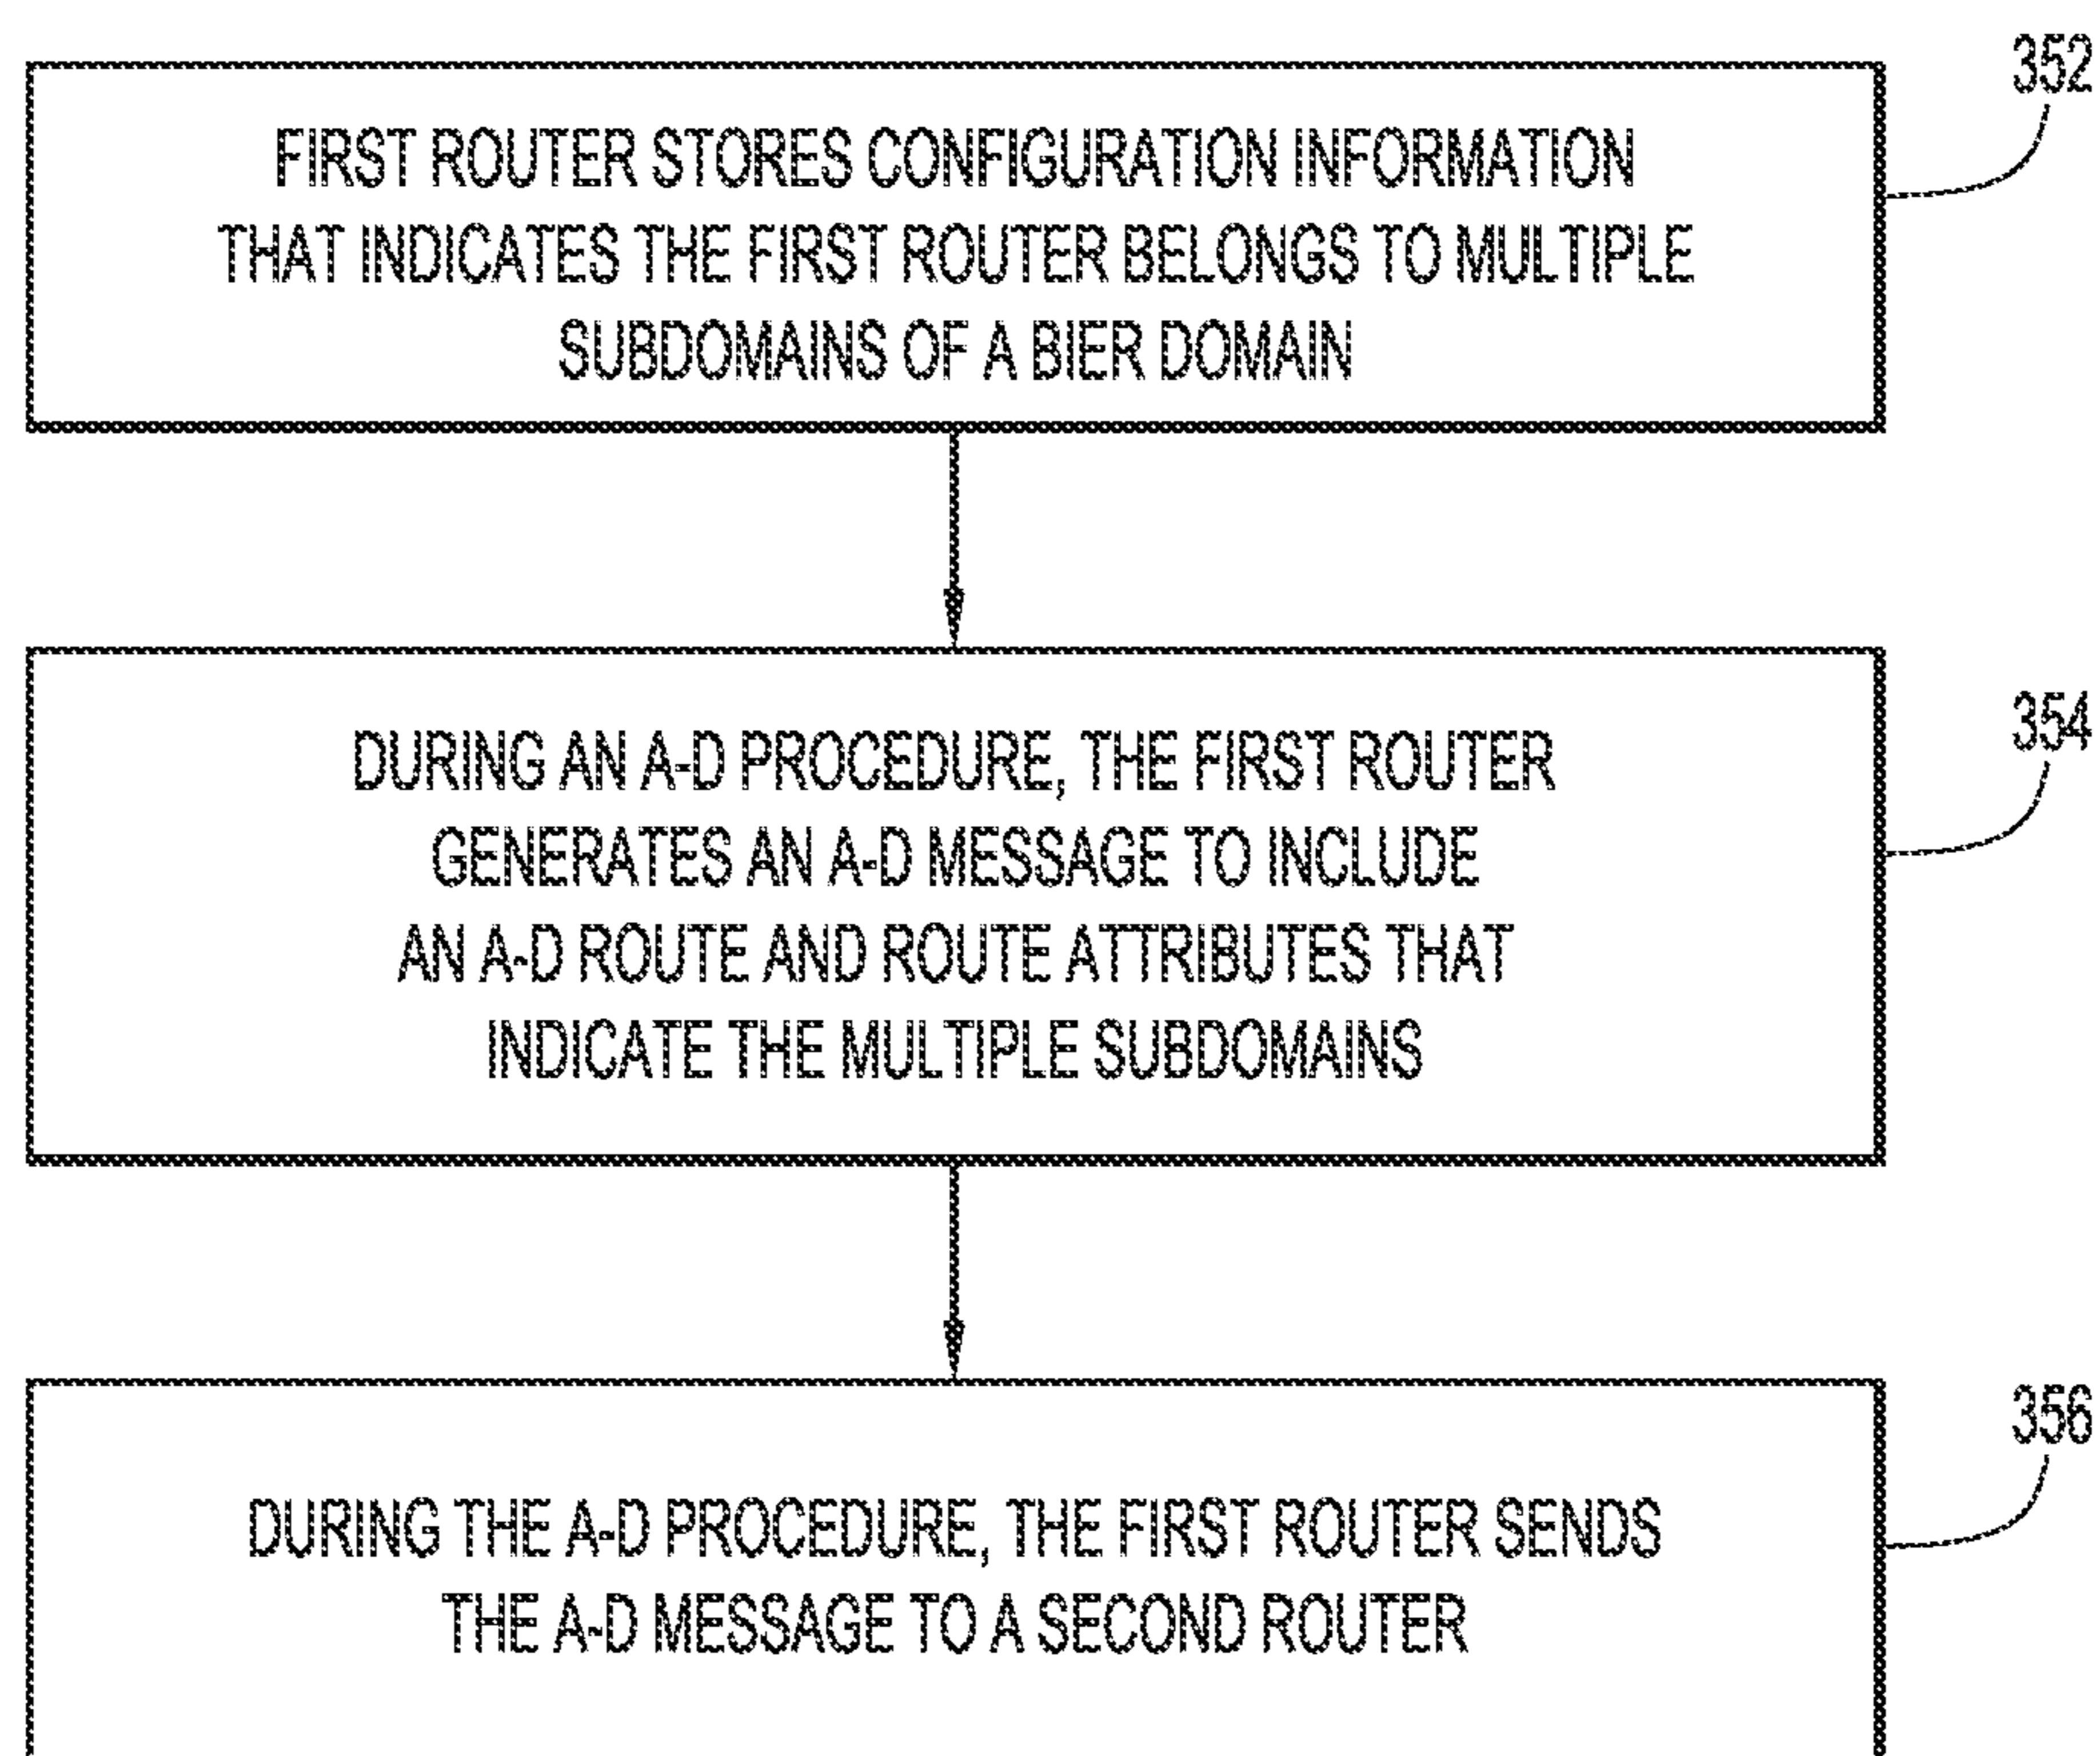 352
FIRST ROUTER STORES CONFIGURATION INFORMATION
THAT INDICATES THE FIRST ROUTER BELONGS TO MULTIPLE
SUBDOMAINS OF A BIER DOMAIN
354
DURING AN A-D PROCEDURE, THE FIRST ROUTER
GENERATES AN A-D MESSAGE TO INCLUDE
AN A-D ROUTE AND ROUTE ATTRIBUTES THAT
INDICATE THE MULTIPLE SUBDOMAINS
356
DURING THE A-D PROCEDURE, THE FIRST ROUTER SENDS
THE A-D MESSAGE TO A SECOND ROUTER